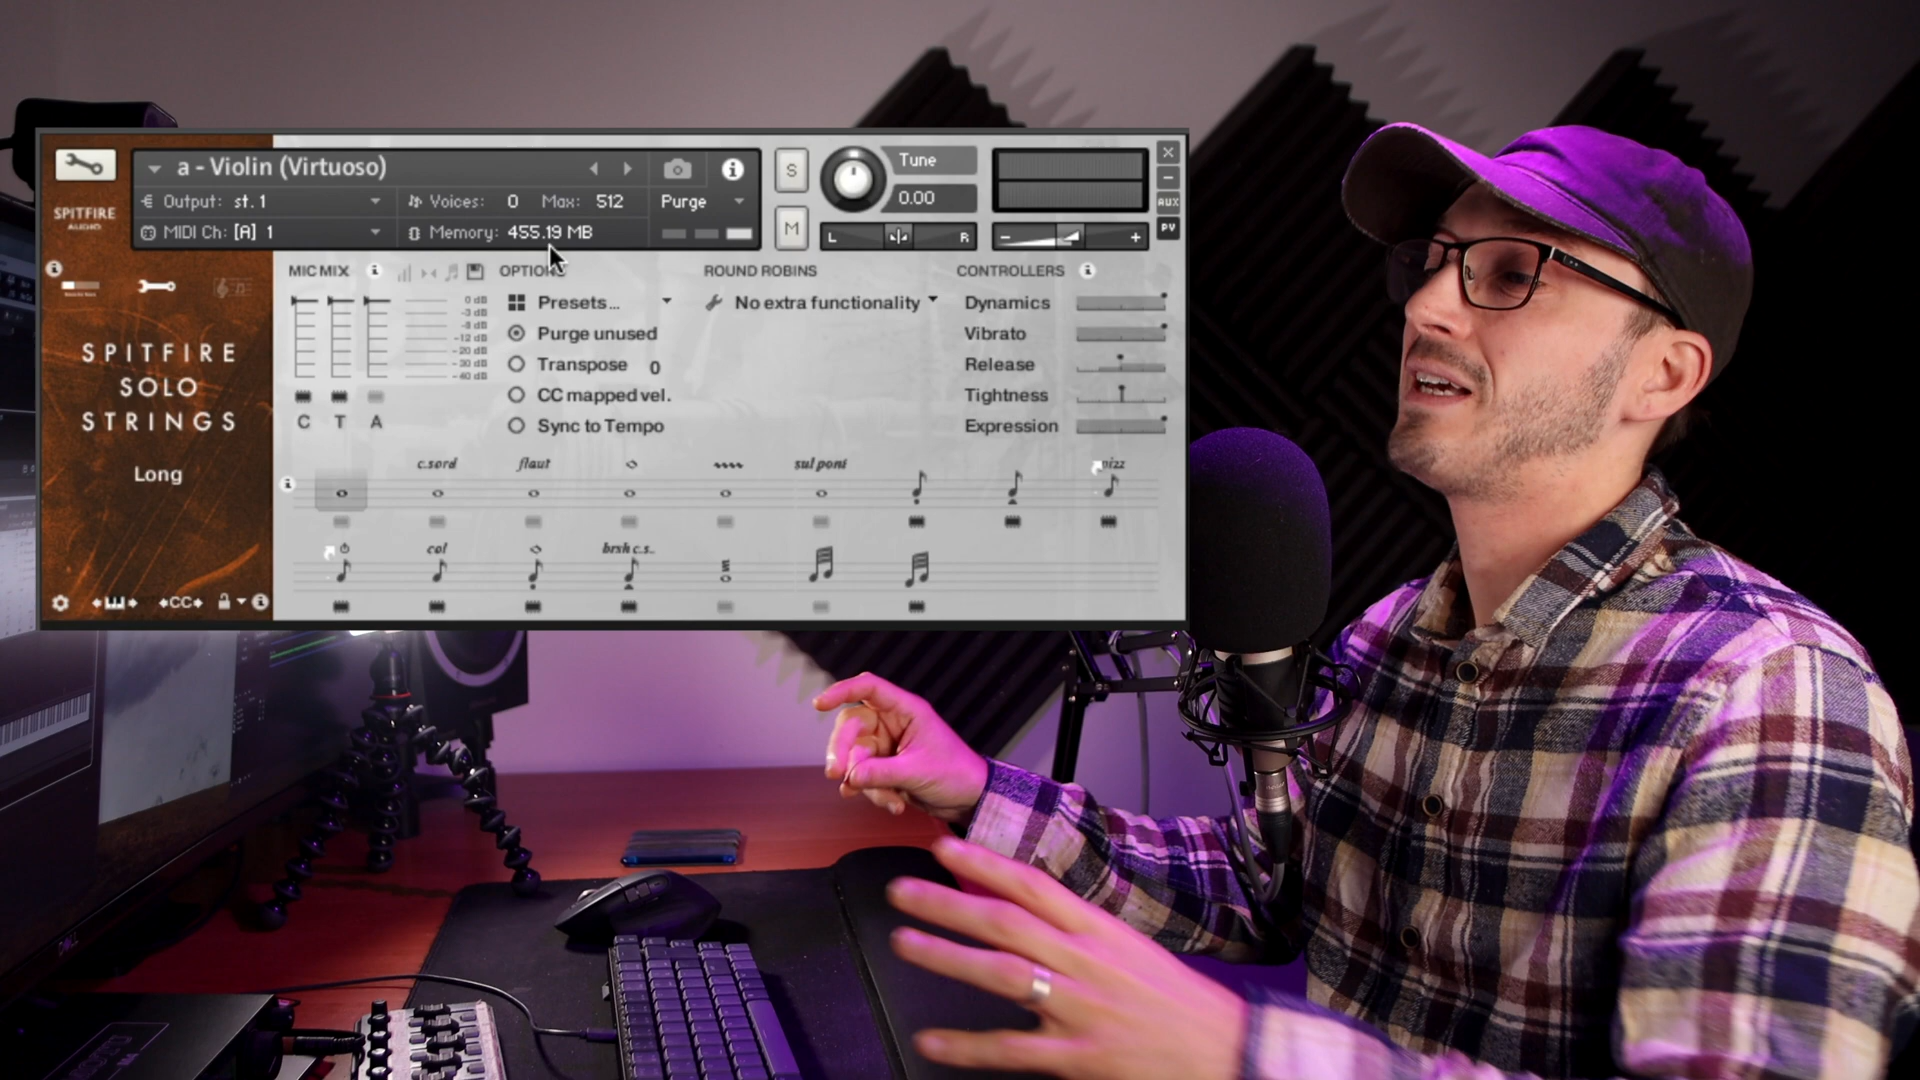 a - Violin (Virtuoso)
Output: st. 1
Voices: 0 Max: 512
Purge
MIDI Ch: [A] 1
Memory: 455.19 MB
S
M
Tune
0.00
L R
- +
AUX
PV
SPITFIRE
AUDIO
SPITFIRE
SOLO
STRINGS
Long
CC
MIC MIX
0 dB
-3 dB
-8 dB
-12 dB
-20 dB
-30 dB
-40 dB
C T A
Presets...
Purge unused
Transpose 0
CC mapped vel.
Sync to Tempo
ROUND ROBINS
No extra functionality
CONTROLLERS
Dynamics
Vibrato
Release
Tightness
Expression
c.sord flaut sul pont
col brsh c.s.
DELL